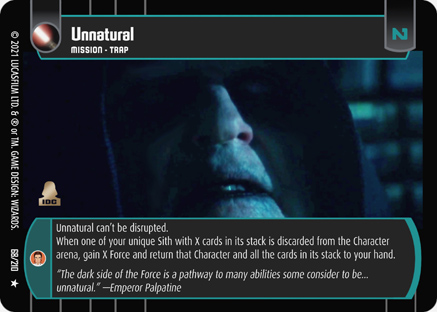 Unnatural
MISSION - TRAP
N
IDC
Unnatural can't be disrupted.
When one of your unique Sith with X cards in its stack is discarded from the Character
arena, gain X Force and return that Character and all the cards in its stack to your hand.
"The dark side of the Force is a pathway to many abilities some consider to be...
unnatural." —Emperor Palpatine
© 2021 LUCASFILM LTD. & ® or TM. GAME DESIGN: WIZARDS.